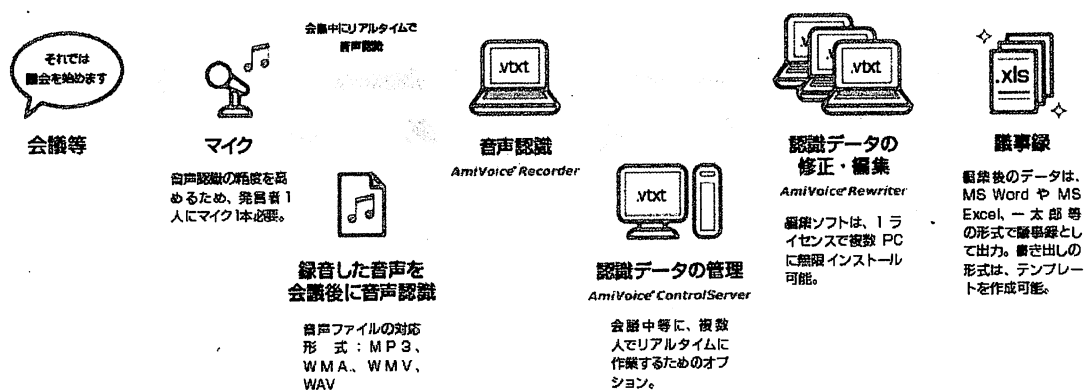 それでは
議会を始めます
会議等
マイク
音声認識の精度を高
めるため、発言者1
人にマイク1本必要。
会議中にリアルタイムで
音声認識
録音した音声を
会議後に音声認識
音声ファイルの対応
形式：MP3、
WMA、WMV、
WAV
.vtxt
音声認識
AmiVoice® Recorder
.vtxt
認識データの管理
AmiVoice® ControlServer
会議中等に、複数
人でリアルタイムに
作業するためのオプ
ション。
.v
.v
.vtxt
認識データの
修正・編集
AmiVoice® Rewriter
編集ソフトは、1ラ
イセンスで複数 PC
に無限インストール
可能。
.xls
議事録
編集後のデータは、
MS Word や MS
Excel、一太郎等
の形式で議事録とし
て出力。書き出しの
形式は、テンプレー
トを作成可能。